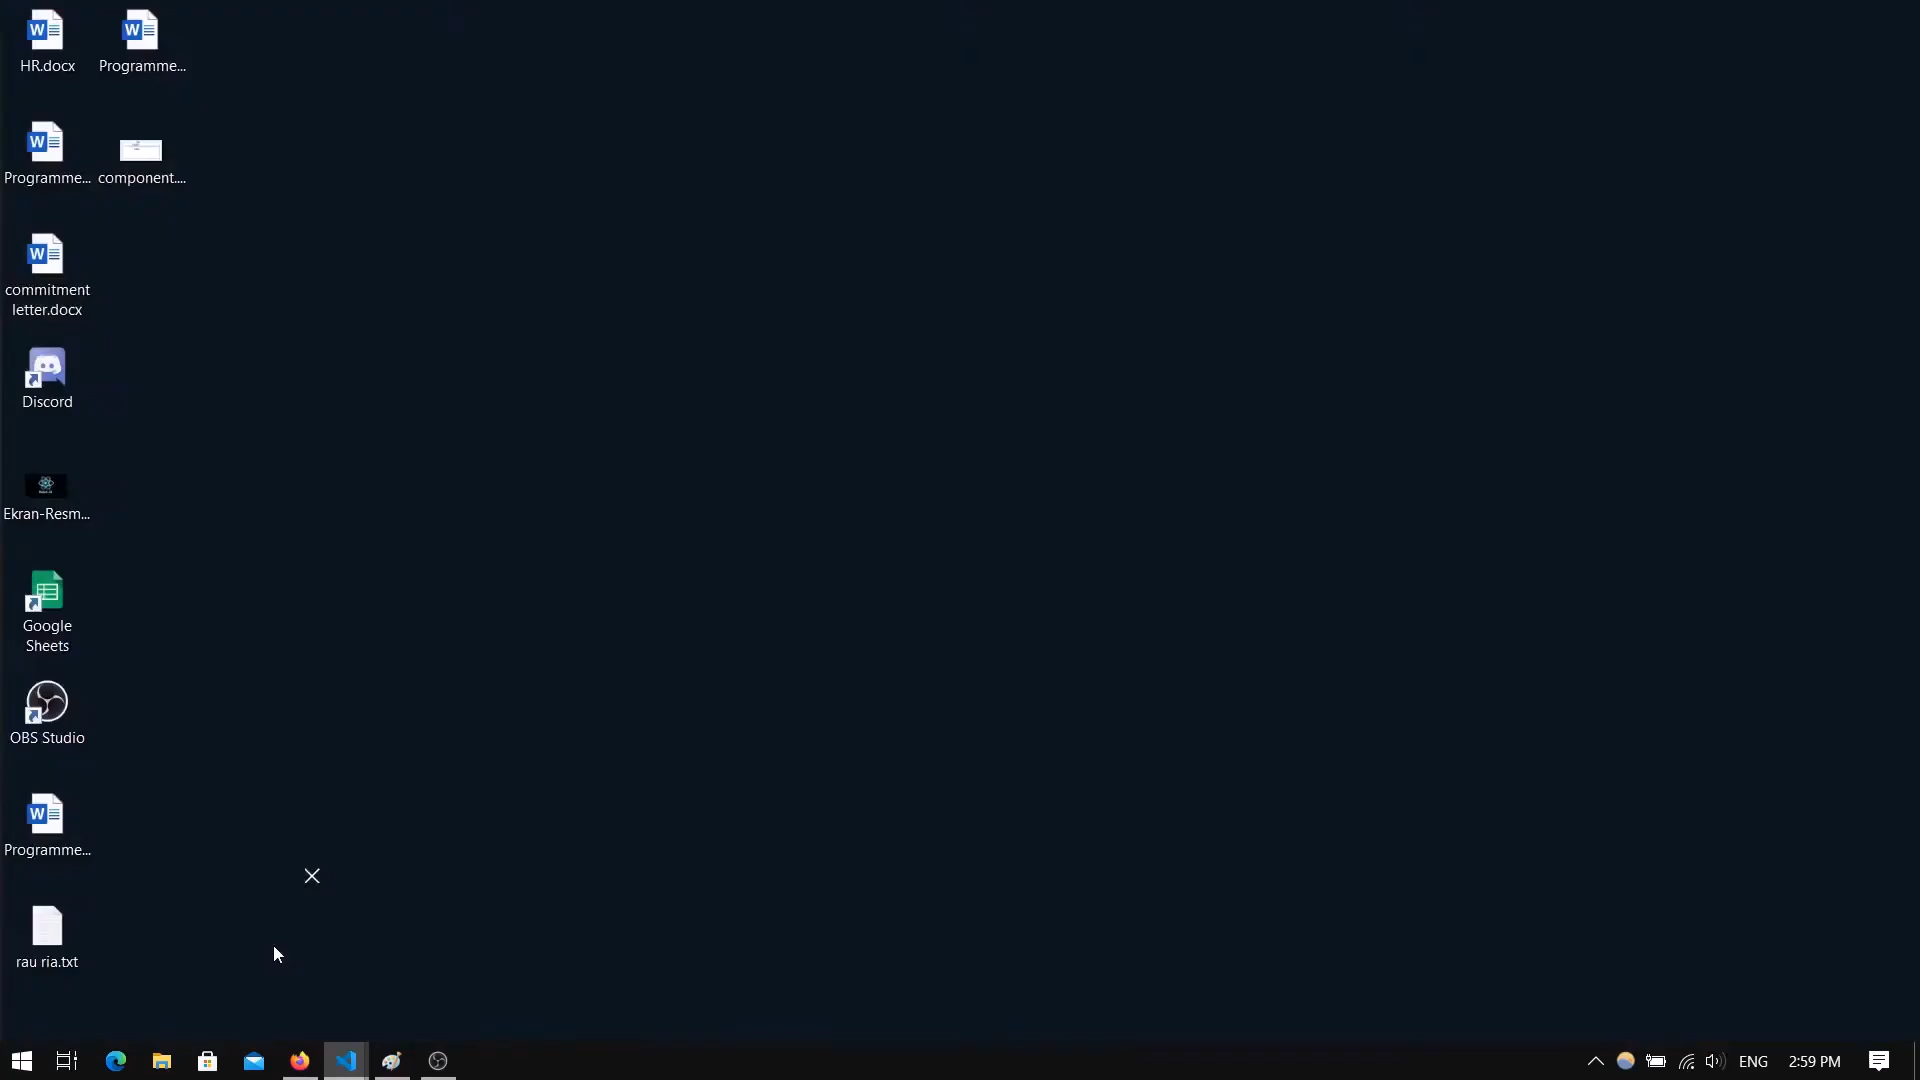 HR.docx
Programme...
Programme...
component....
commitment
letter.docx
Discord
Ekran-Resm...
Google
Sheets
OBS Studio
Programme...
rau ria.txt
ENG
2:59 PM